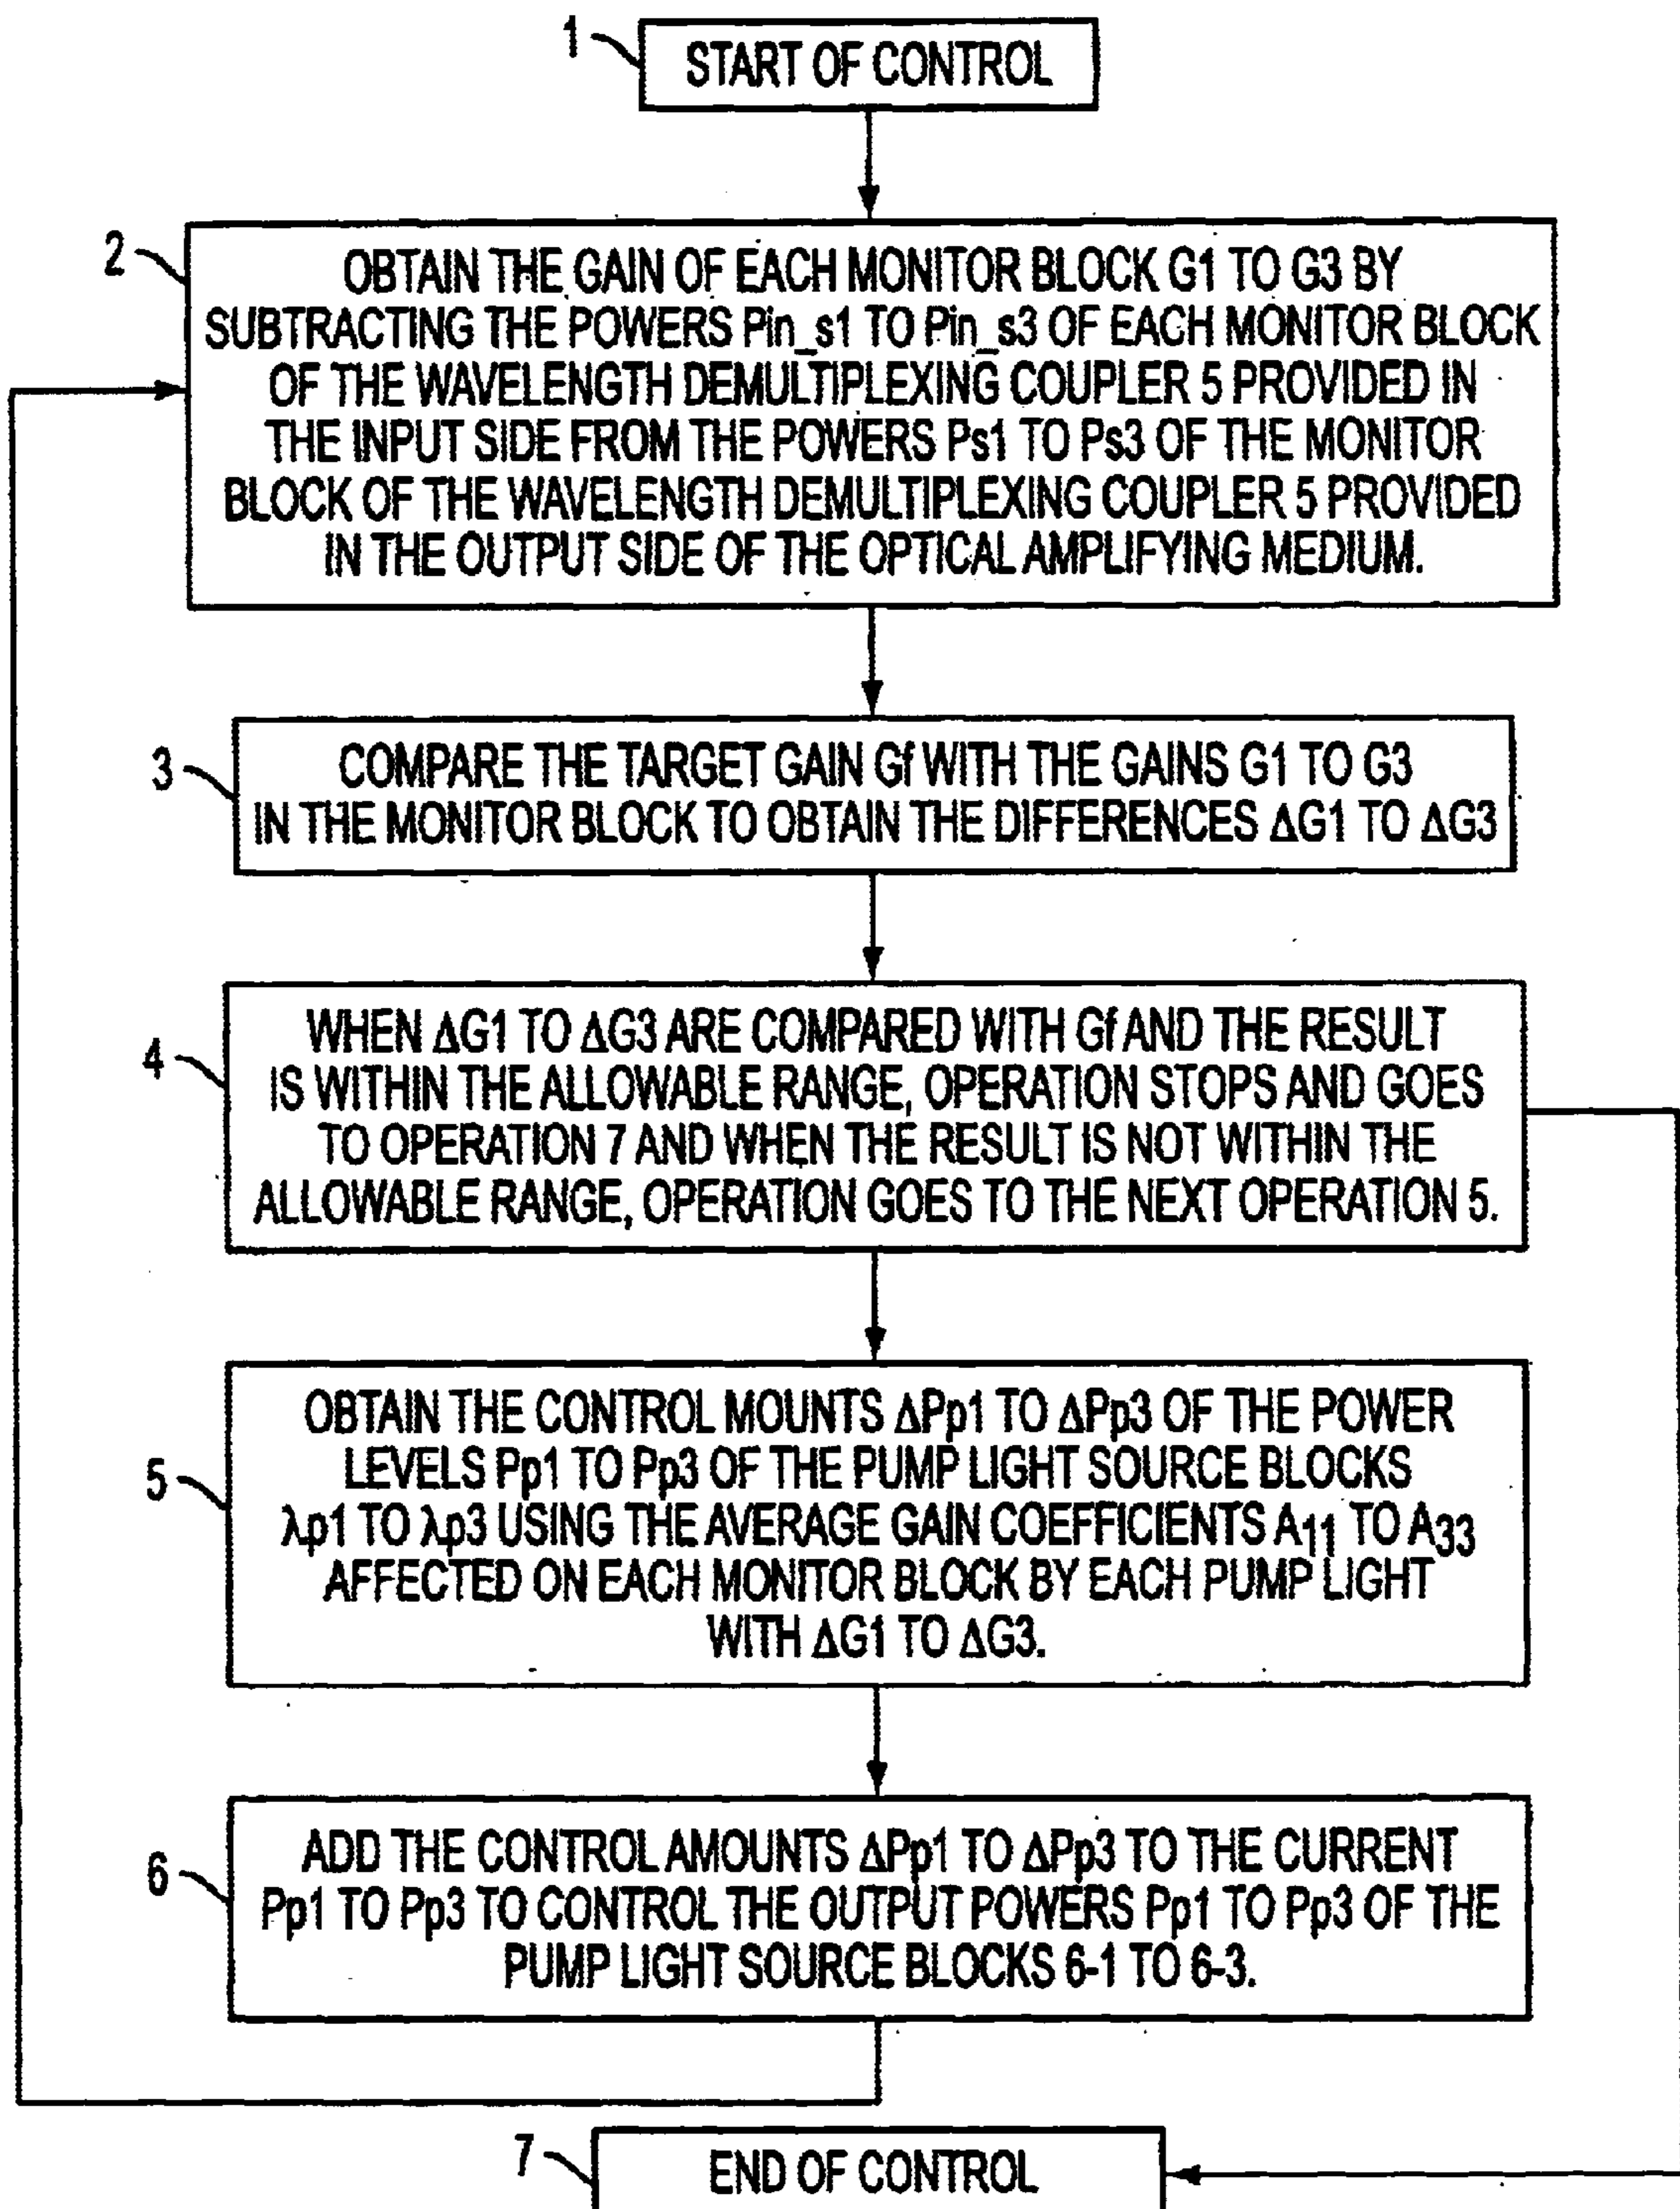 1
START OF CONTROL
2
OBTAIN THE GAIN OF EACH MONITOR BLOCK G1 TO G3 BY
SUBTRACTING THE POWERS Pin_s1 TO Pin_s3 OF EACH MONITOR BLOCK
OF THE WAVELENGTH DEMULTIPLEXING COUPLER 5 PROVIDED IN
THE INPUT SIDE FROM THE POWERS Ps1 TO Ps3 OF THE MONITOR
BLOCK OF THE WAVELENGTH DEMULTIPLEXING COUPLER 5 PROVIDED
IN THE OUTPUT SIDE OF THE OPTICAL AMPLIFYING MEDIUM.
3
COMPARE THE TARGET GAIN Gf WITH THE GAINS G1 TO G3
IN THE MONITOR BLOCK TO OBTAIN THE DIFFERENCES ΔG1 TO ΔG3
4
WHEN ΔG1 TO ΔG3 ARE COMPARED WITH Gf AND THE RESULT
IS WITHIN THE ALLOWABLE RANGE, OPERATION STOPS AND GOES
TO OPERATION 7 AND WHEN THE RESULT IS NOT WITHIN THE
ALLOWABLE RANGE, OPERATION GOES TO THE NEXT OPERATION 5.
5
OBTAIN THE CONTROL MOUNTS ΔPp1 TO ΔPp3 OF THE POWER
LEVELS Pp1 TO Pp3 OF THE PUMP LIGHT SOURCE BLOCKS
λp1 TO λp3 USING THE AVERAGE GAIN COEFFICIENTS A11 TO A33
AFFECTED ON EACH MONITOR BLOCK BY EACH PUMP LIGHT
WITH ΔG1 TO ΔG3.
6
ADD THE CONTROL AMOUNTS ΔPp1 TO ΔPp3 TO THE CURRENT
Pp1 TO Pp3 TO CONTROL THE OUTPUT POWERS Pp1 TO Pp3 OF THE
PUMP LIGHT SOURCE BLOCKS 6-1 TO 6-3.
7
END OF CONTROL